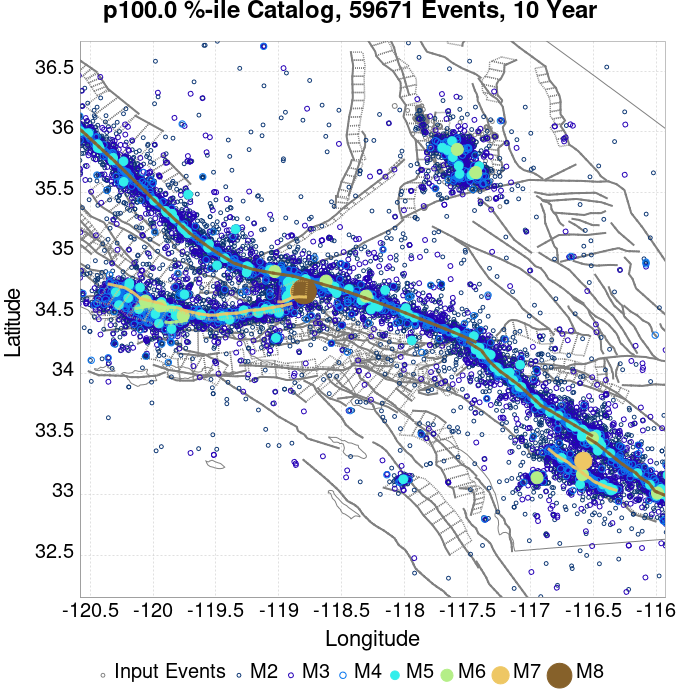 p100.0 %-ile Catalog, 59671 Events, 10 Year
36.5
36
35.5
35
34.5
34
33.5
33
32.5
Latitude
-120.5 -120 -119.5 -119 -118.5 -118 -117.5 -117 -116.5 -116
Longitude
Input Events M2 M3 M4 M5 M6 M7 M8